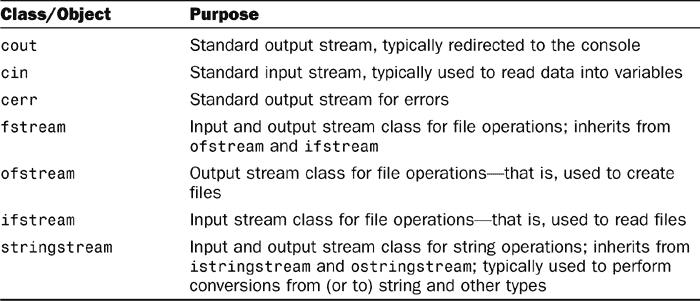 Class/Object Purpose
cout Standard output stream, typically redirected to the console
cin Standard input stream, typically used to read data into variables
cerr Standard output stream for errors
fstream Input and output stream class for file operations; inherits from
ofstream and ifstream
ofstream Output stream class for file operations—that is, used to create
files
ifstream Input stream class for file operations—that is, used to read files
stringstream Input and output stream class for string operations; inherits from
istringstream and ostringstream; typically used to perform
conversions from (or to) string and other types